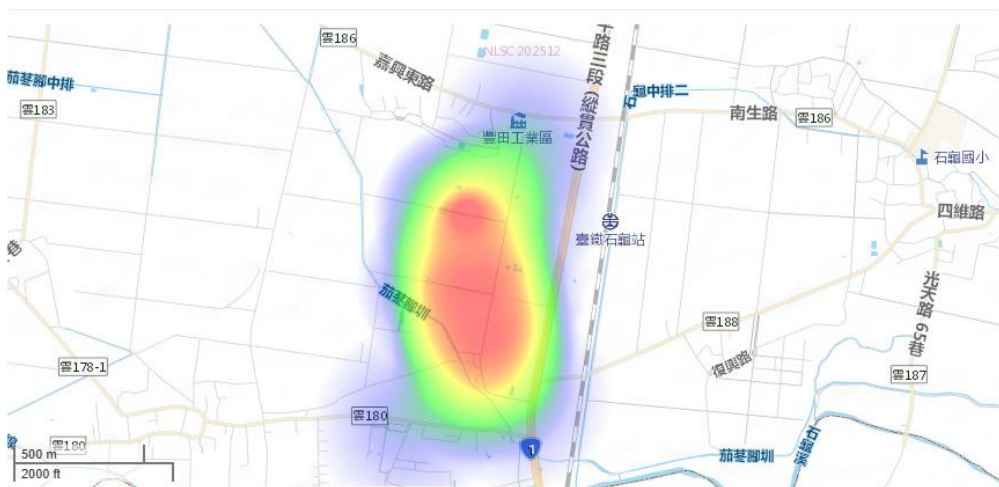 雲186
NLSC 202512
路三段 (縱貫公路)
嘉興東路
茄苳腳中排
雲183
石龜中排二
南生路
雲186
豐田工業區
石龜國小
四維路
臺鐵石龜站
巷
茄苳腳圳
光天路 65巷
雲188
復興路
雲178-1
雲187
雲180
雲180
1
茄苳腳圳
500 m
2000 ft